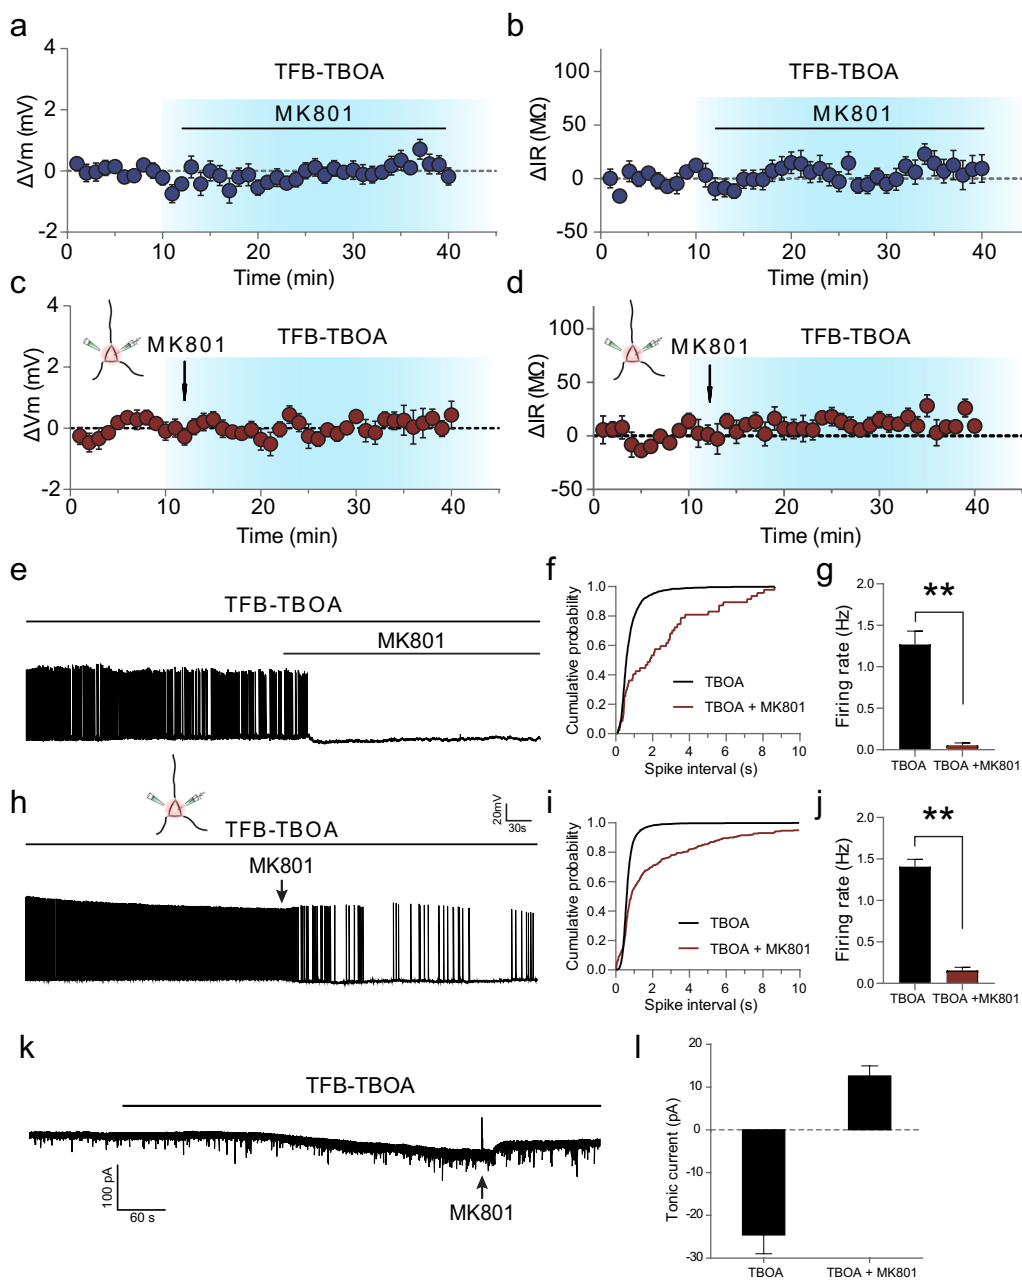 a
ΔVm (mV)
4
2
0
-2
TFB-TBOA
MK801
0 10 20 30 40
Time (min)
b
ΔIR (MΩ)
100
50
0
-50
TFB-TBOA
MK801
0 10 20 30 40
Time (min)
c
ΔVm (mV)
4
2
0
-2
MK801
TFB-TBOA
0 10 20 30 40
Time (min)
d
ΔIR (MΩ)
100
50
0
-50
MK801
TFB-TBOA
0 10 20 30 40
Time (min)
e
TFB-TBOA
MK801
f
Cumulative probability
1.0
0.8
0.6
0.4
0.2
0.0
TBOA
TBOA + MK801
0 2 4 6 8 10
Spike interval (s)
g
Firing rate (Hz)
2.0
1.5
1.0
0.5
0.0
**
TBOA TBOA +MK801
h
20mV
30s
TFB-TBOA
MK801
i
Cumulative probability
1.0
0.8
0.6
0.4
0.2
0.0
TBOA
TBOA + MK801
0 2 4 6 8 10
Spike interval (s)
j
Firing rate (Hz)
2.0
1.5
1.0
0.5
0.0
**
TBOA TBOA +MK801
k
TFB-TBOA
100 pA
60 s
MK801
l
Tonic current (pA)
20
10
0
-10
-20
-30
TBOA TBOA + MK801